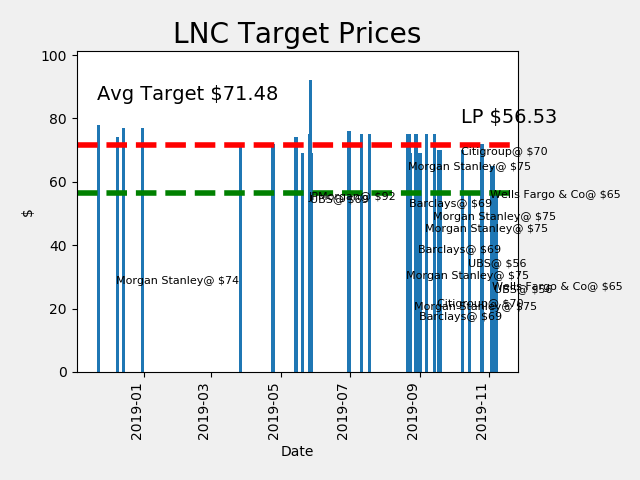 LNC Target Prices
100
Avg Target $71.48
LP $56.53
80
Citigroup@ $70
Morgan Stanley@ $75
60
Wells Fargo & Co@ $65
@ $92
UBS@ $69
Barclays@ $69
$
Morgan Stanley@ $75
Morgan Stanley@ $75
40
Barclays@ $69
UBS@ $56
Morgan Stanley@ $75
Morgan Stanley@ $74
Wells Fargo & Co@ $65
UBS@ $56
20
Citigroup@ $70
Morgan Stanley@ $75
Barclays@ $69
0
2019-01
2019-03
2019-05
2019-07
2019-09
2019-11
Date